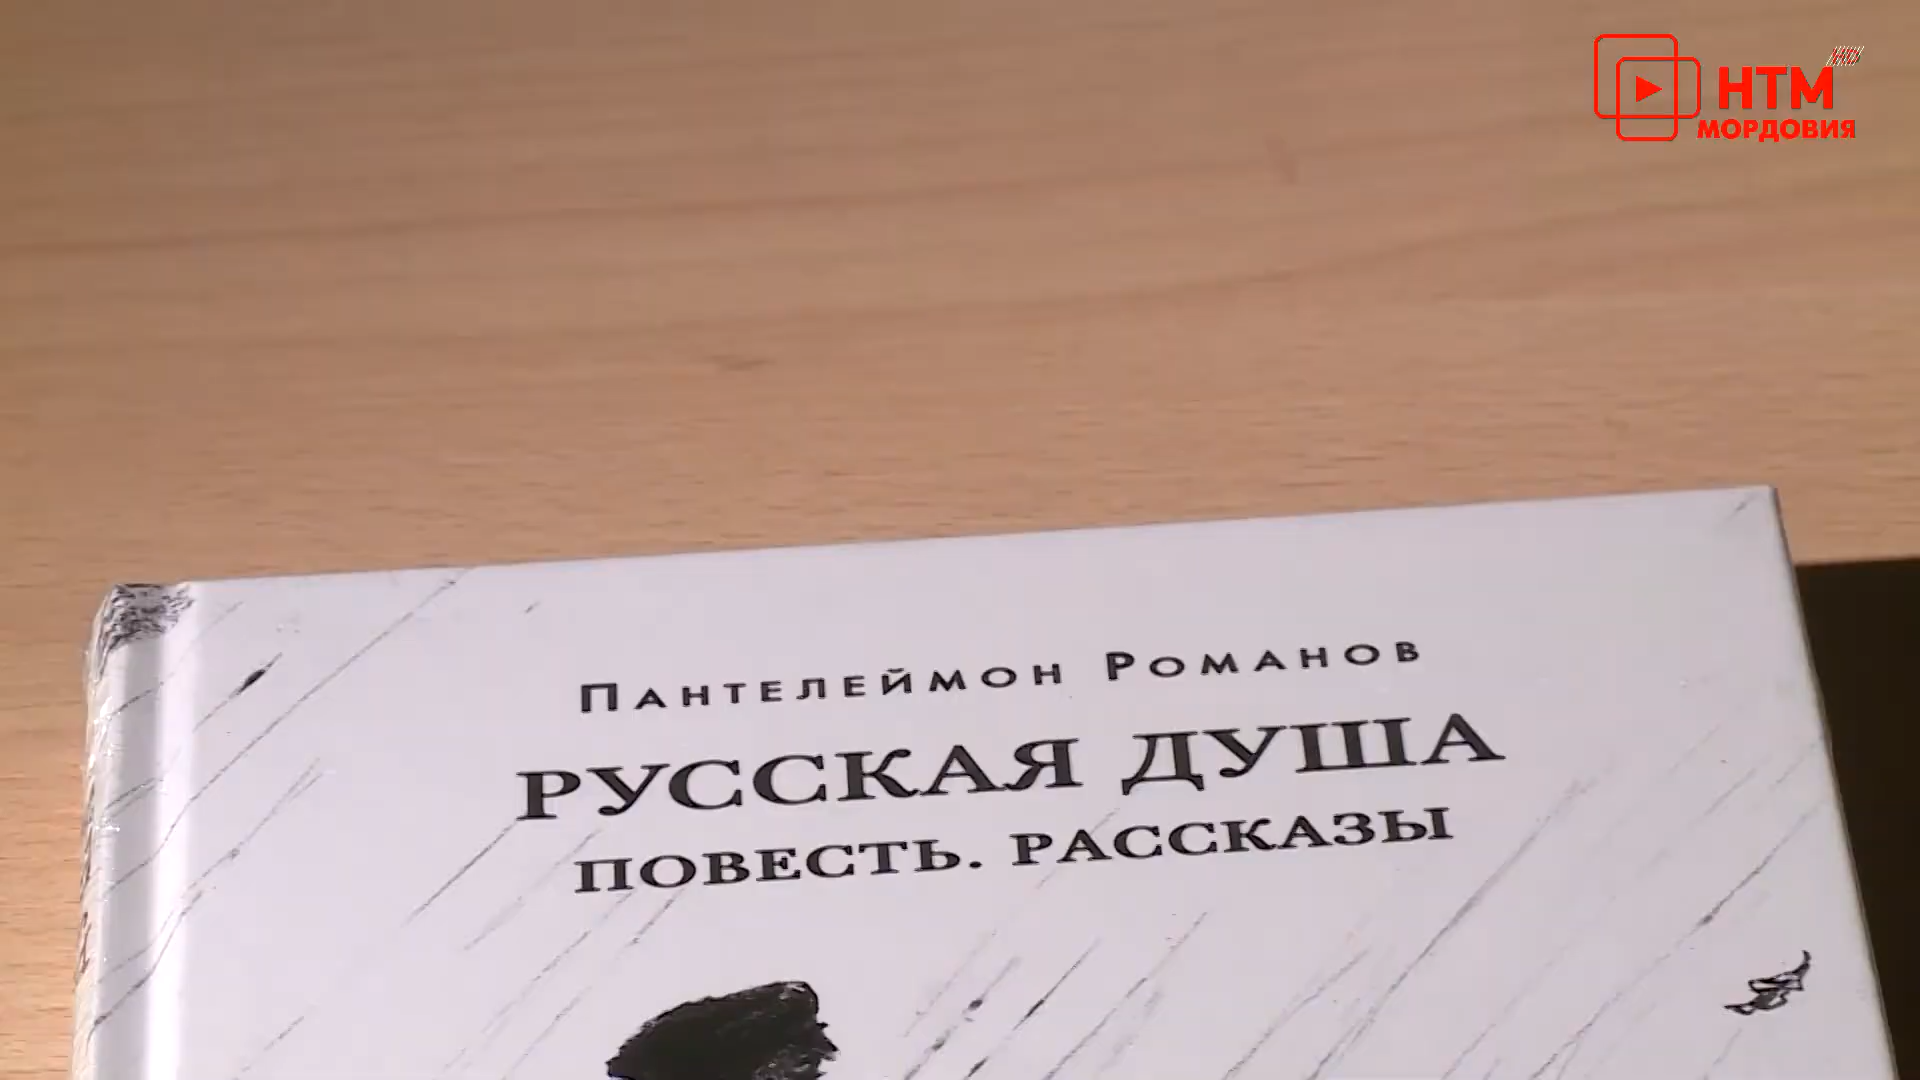 НТМ
МОРДОВИЯ
Пантелеймон Романов
РУССКАЯ ДУША
ПОВЕСТЬ. РАССКАЗЫ